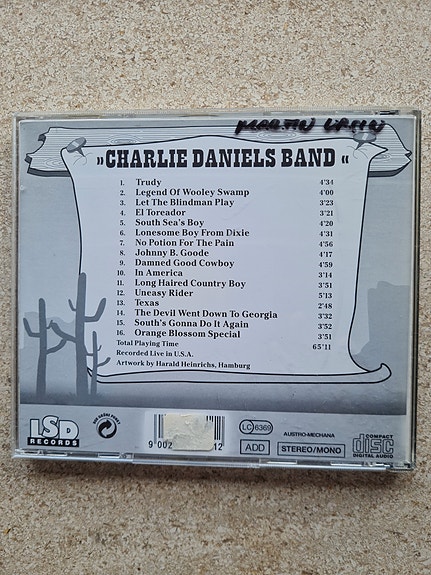 »CHARLIE DANIELS BAND«
1. Trudy 4'34
2. Legend Of Wooley Swamp 4'00
3. Let The Blindman Play 3'23
4. El Toreador 3'21
5. South Sea's Boy 4'20
6. Lonesome Boy From Dixie 4'31
7. No Potion For The Pain 4'56
8. Johnny B. Goode 4'17
9. Damned Good Cowboy 4'59
10. In America 3'14
11. Long Haired Country Boy 3'51
12. Uneasy Rider 5'13
13. Texas 2'48
14. The Devil Went Down To Georgia 3'32
15. South's Gonna Do It Again 3'52
16. Orange Blossom Special 3'51
Total Playing Time 65'11
Recorded Live in U.S.A.
Artwork by Harald Heinrichs, Hamburg
LSD
RECORDS
DER GRÜNE PUNKT
9 002 12
LC 6369
ADD
AUSTRO-MECHANA
STEREO/MONO
COMPACT
disc
DIGITAL AUDIO